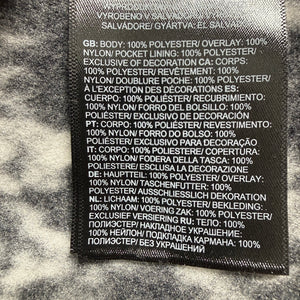 WYPRODUKOWANO
VYROBENO V SALVADORU
SALVADORE/GYÁRTVA: EL SALVADOR
GB: BODY: 100% POLYESTER/ OVERLAY: 100%
NYLON/ POCKET LINING: 100% POLYESTER/
EXCLUSIVE OF DECORATION CA: CORPS:
100% POLYESTER/ REVÊTEMENT: 100%
NYLON/ DOUBLURE POCHE: 100% POLYESTER/
À L'EXCEPTION DES DÉCORATIONS ES:
CUERPO: 100% POLIÉSTER/ RECUBRIMIENTO:
100% NYLON/ FORRO DEL BOLSILLO: 100%
POLIÉSTER/ EXCLUSIVO DE DECORACIÓN
PT: CORPO: 100% POLIÉSTER/ OVERLAY: 100%
NYLON/ FORRO DO BOLSO: 100%
POLIÉSTER/ EXCLUSIVO DE DECORAÇÃO
IT: CORPO: 100% POLIESTERE/ COPERTURA:
100% NYLON/ FODERA DELLA TASCA: 100%
POLIESTERE/ ESCLUSA LA DECORAZIONE
DE: HAUPTTEIL: 100% POLYESTER/ OVERLAY:
100% NYLON/ TASCHENFUTTER: 100%
POLYESTER/ AUSSCHLIESSLICH DEKORATION
NL: LICHAAM: 100% POLYESTER/ BEKLEDING:
100% NYLON/ VOERING ZAK: 100% POLYESTER/
EXCLUSIEF VERSIERING RU: ТЕЛО: 100%
ПОЛИЭСТЕР/ НАКЛАДНОЕ УКРАШЕНИЕ:
100% НЕЙЛОН/ ПОДКЛАДКА КАРМАНА: 100%
ПОЛИЭСТЕР/ БЕЗ УКРАШЕНИЙ